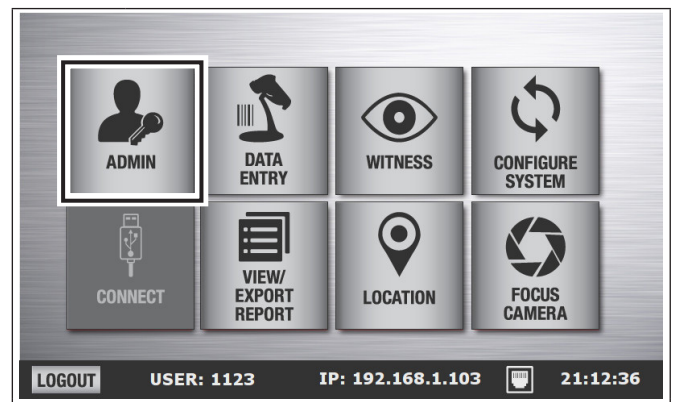 ADMIN
DATA
ENTRY
WITNESS
CONFIGURE
SYSTEM
CONNECT
VIEW/
EXPORT
REPORT
LOCATION
FOCUS
CAMERA
LOGOUT USER: 1123 IP: 192.168.1.103 21:12:36